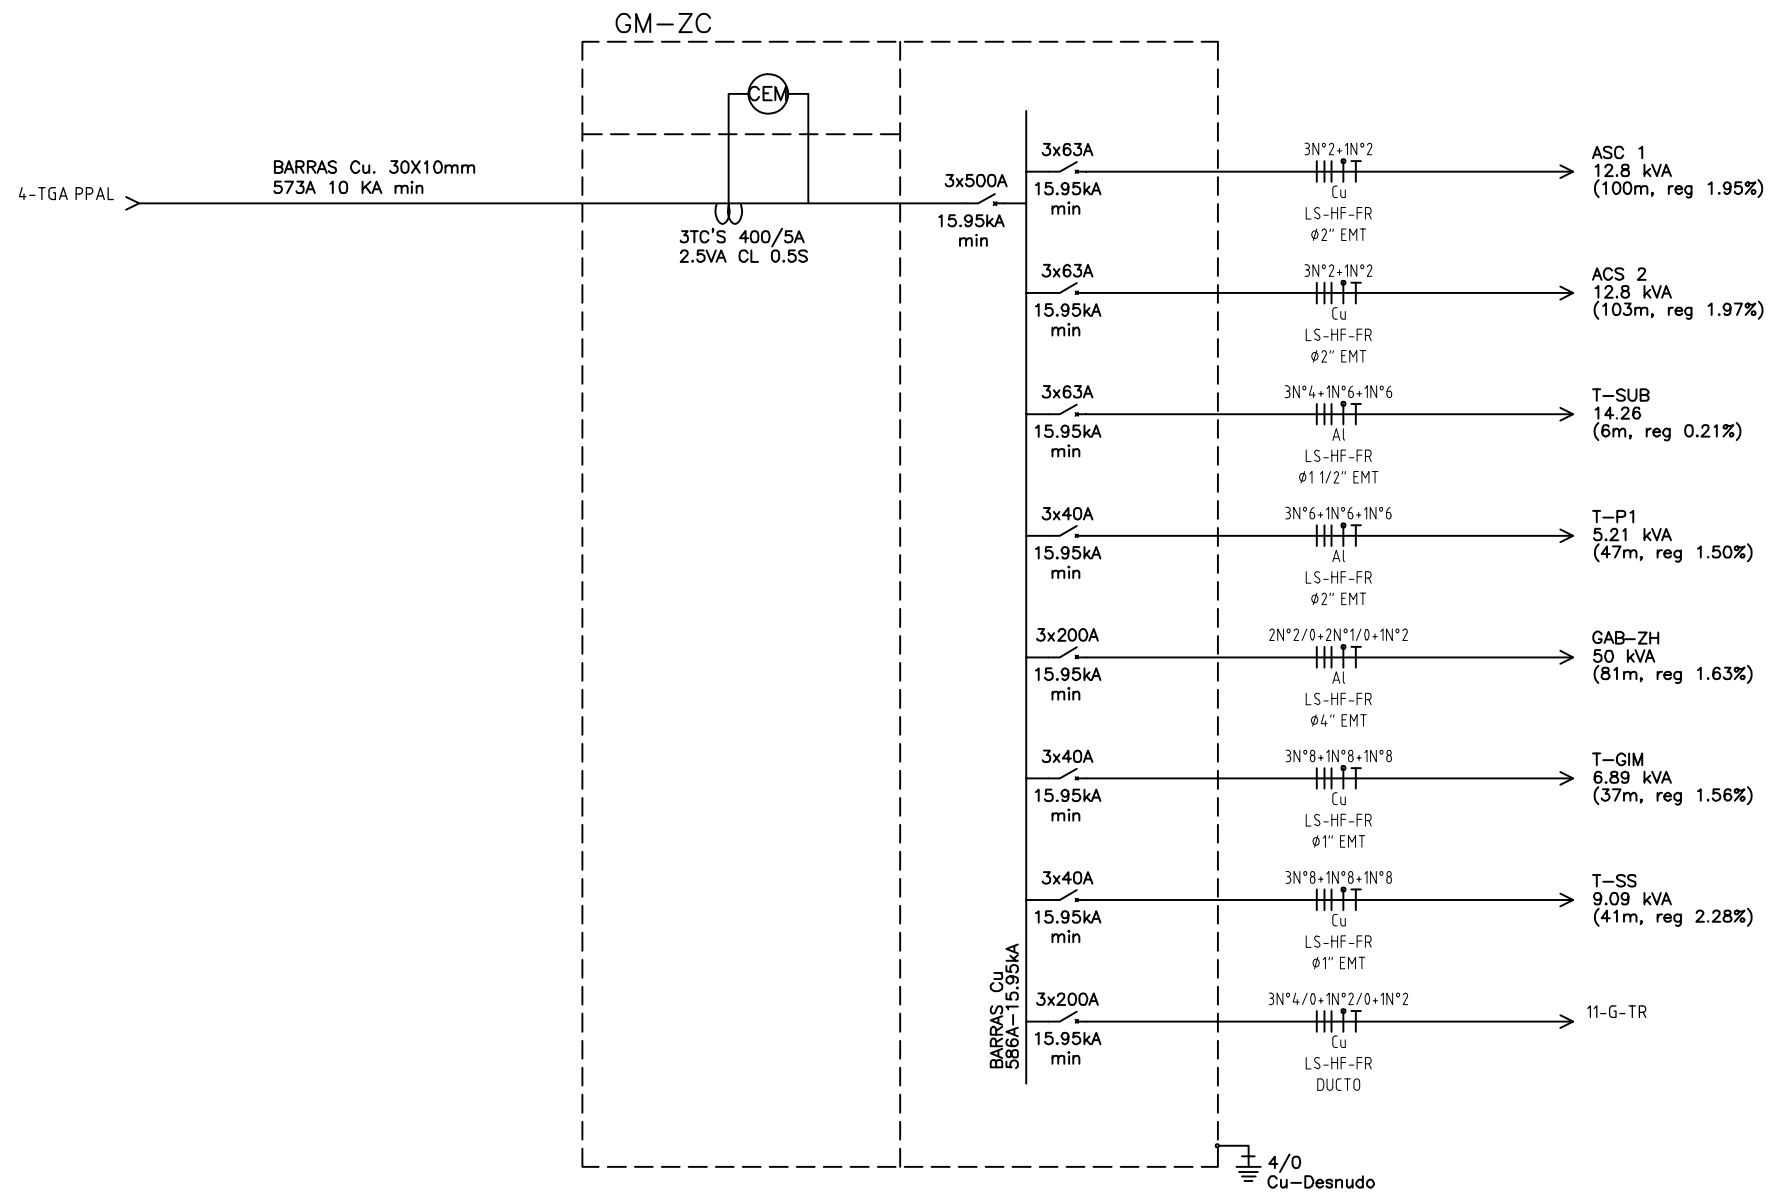 GM-ZC
CEM
4-TGA PPAL
BARRAS Cu. 30X10mm
573A 10 KA min
3TC'S 400/5A
2.5VA CL 0.5S
3x500A
15.95kA
min
3x63A
15.95kA
min
3N°2+1N°2
Cu
LS-HF-FR
Ø2" EMT
ASC 1
12.8 kVA
(100m, reg 1.95%)
3x63A
15.95kA
min
3N°2+1N°2
Cu
LS-HF-FR
Ø2" EMT
ACS 2
12.8 kVA
(103m, reg 1.97%)
3x63A
15.95kA
min
3N°4+1N°6+1N°6
Al
LS-HF-FR
Ø1 1/2" EMT
T-SUB
14.26
(6m, reg 0.21%)
3x40A
15.95kA
min
3N°6+1N°6+1N°6
Al
LS-HF-FR
Ø2" EMT
T-P1
5.21 kVA
(47m, reg 1.50%)
3x200A
15.95kA
min
2N°2/0+2N°1/0+1N°2
Al
LS-HF-FR
Ø4" EMT
GAB-ZH
50 kVA
(81m, reg 1.63%)
3x40A
15.95kA
min
3N°8+1N°8+1N°8
Cu
LS-HF-FR
Ø1" EMT
T-GIM
6.89 kVA
(37m, reg 1.56%)
3x40A
15.95kA
min
3N°8+1N°8+1N°8
Cu
LS-HF-FR
Ø1" EMT
T-SS
9.09 kVA
(41m, reg 2.28%)
BARRAS Cu
586A-15.95kA
3x200A
15.95kA
min
3N°4/0+1N°2/0+1N°2
Cu
LS-HF-FR
DUCTO
11-G-TR
4/0
Cu-Desnudo